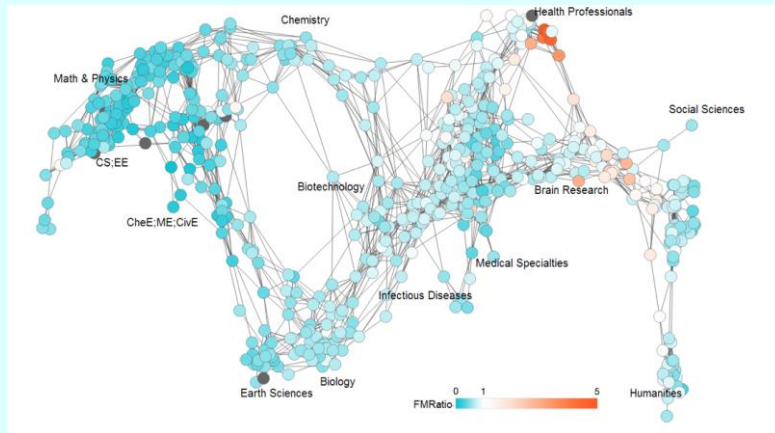 Health Professionals
Chemistry
Math & Physics
Social Sciences
CS;EE
Biotechnology
Brain Research
CheE;ME;CivE
Medical Specialties
Infectious Diseases
Biology
Earth Sciences
Humanities
0 1 5
FMRatio